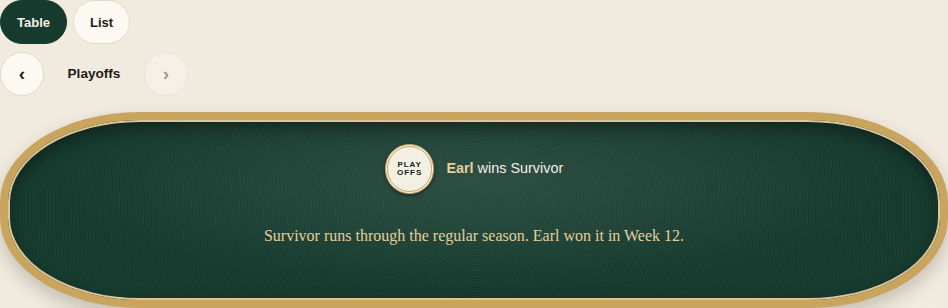 Table List
‹ Playoffs ›
PLAY
OFFS
Earl wins Survivor
Survivor runs through the regular season. Earl won it in Week 12.